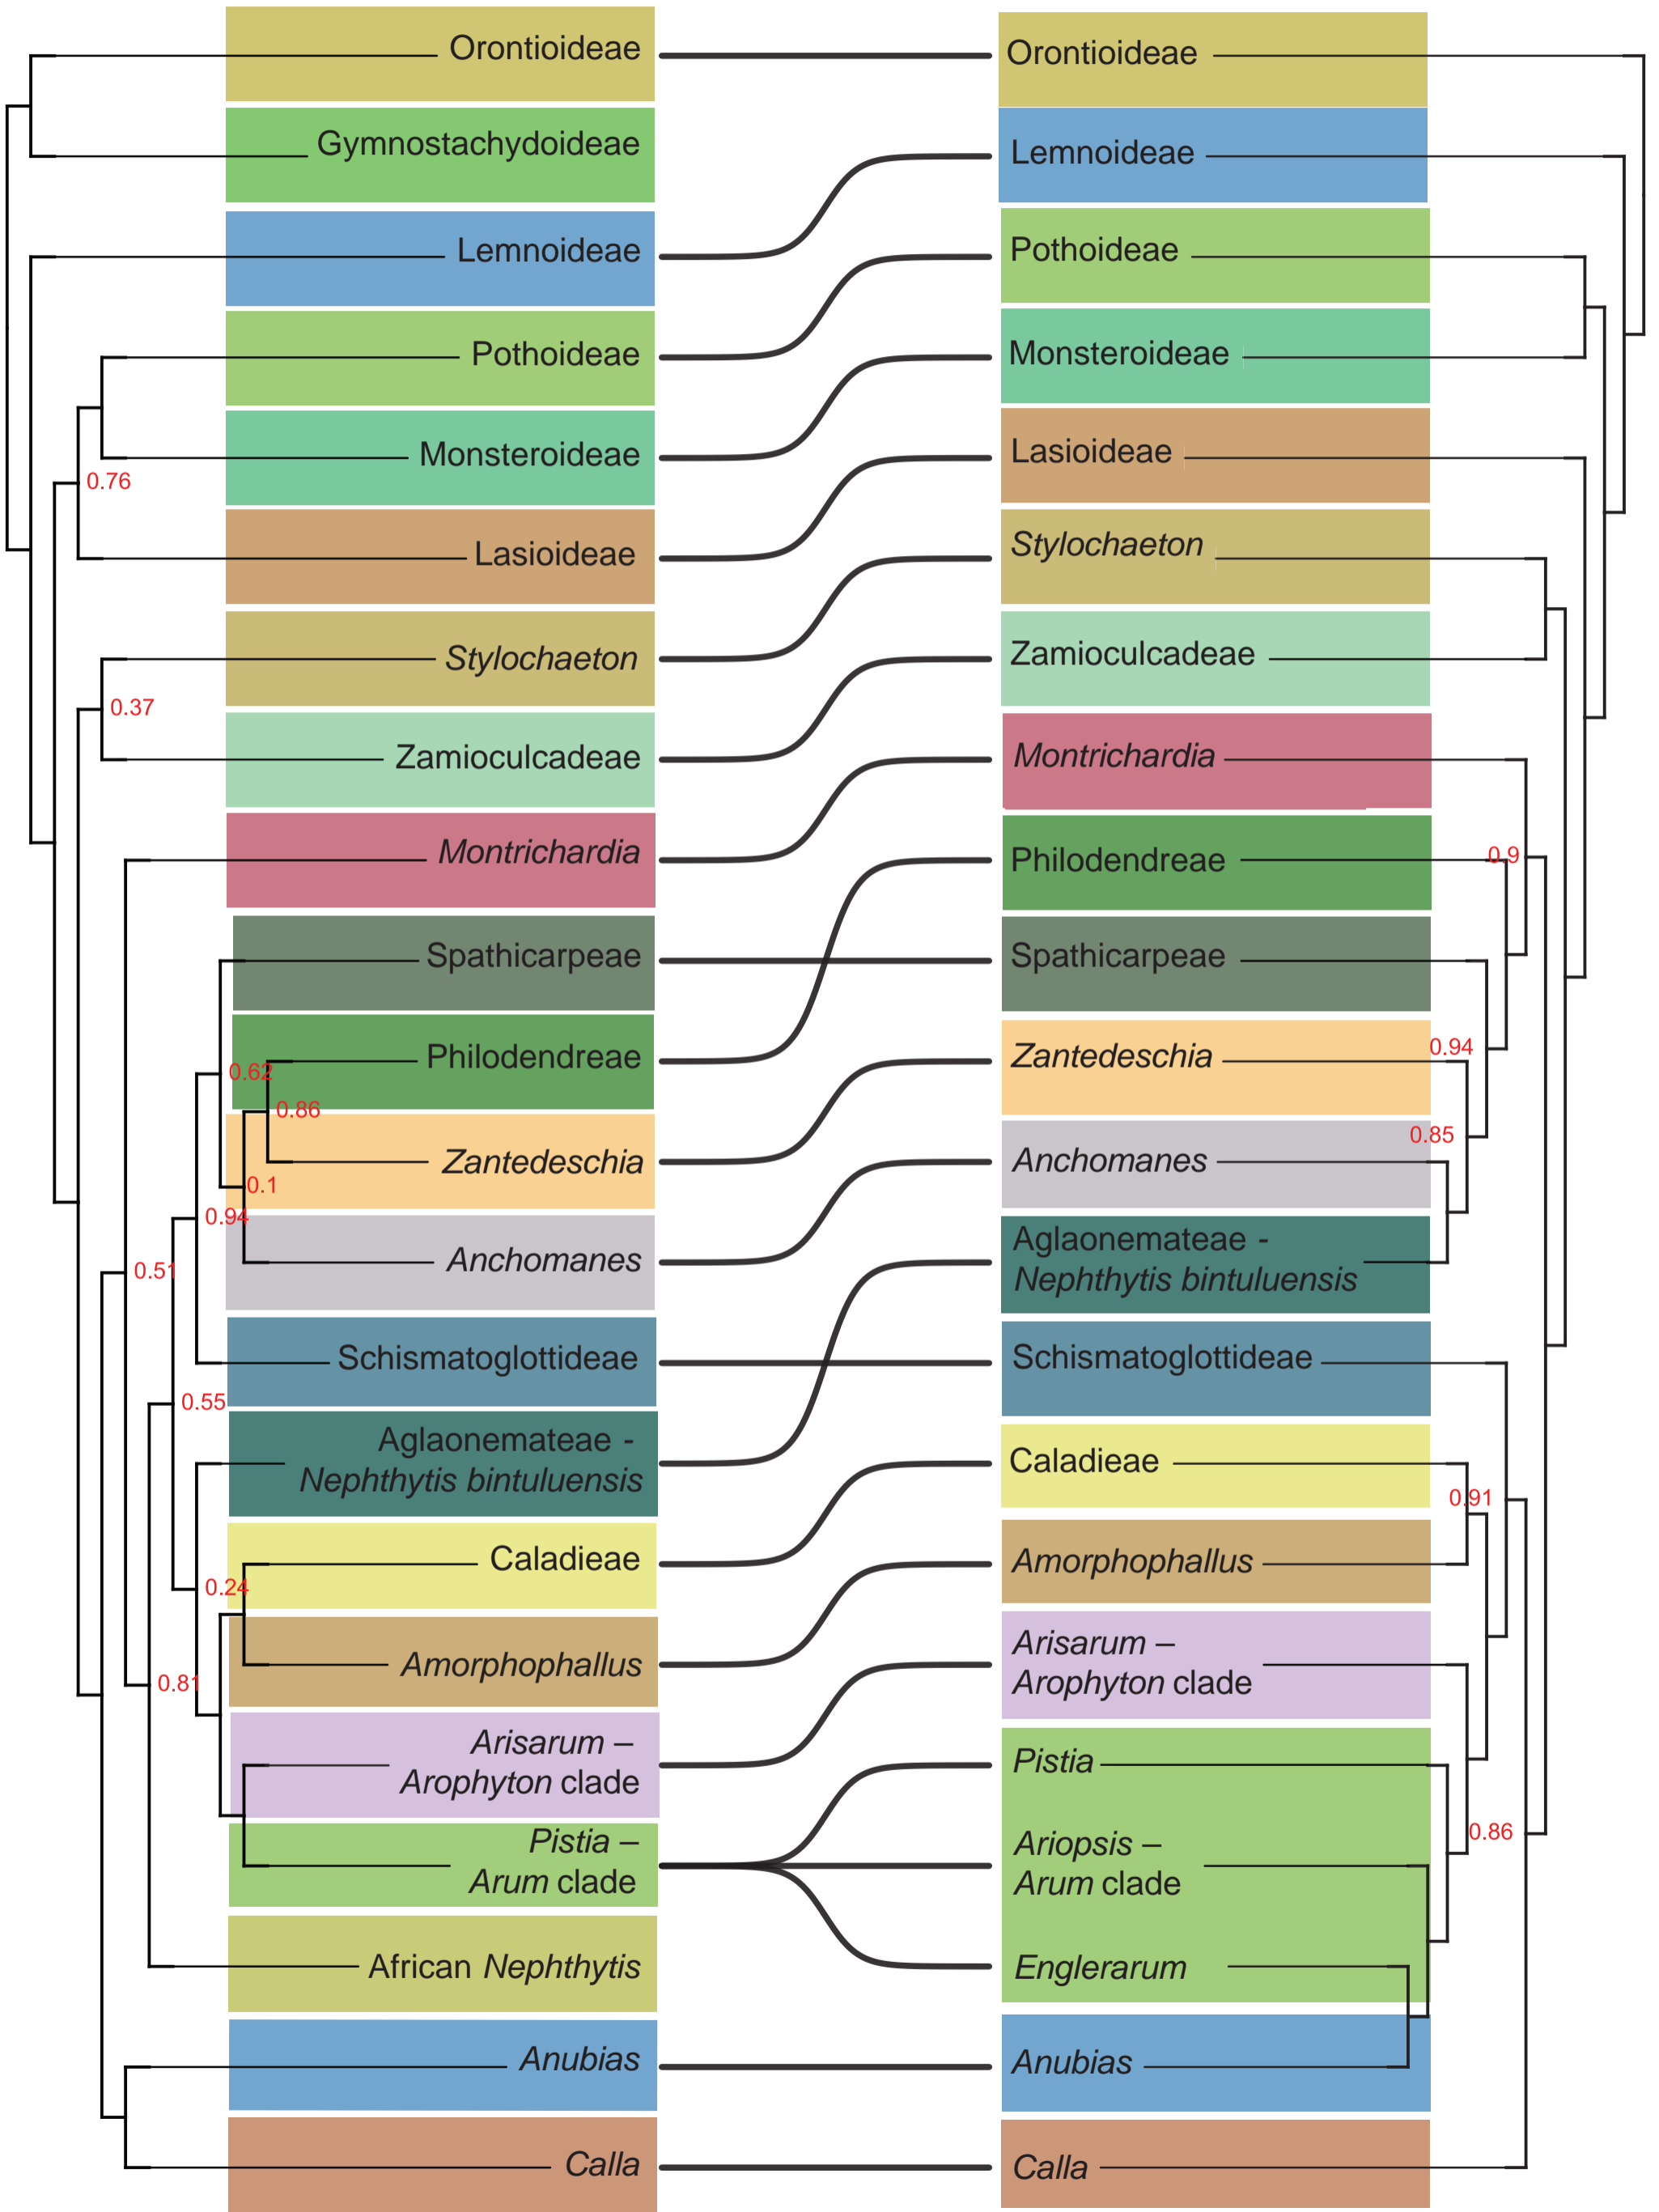 Orontioideae
Gymnostachydoideae
Lemnoideae
Pothoideae
Monsteroideae
0.76
Lasioideae
Stylochaeton
0.37
Zamioculcadeae
Montrichardia
Spathicarpeae
Philodendreae
0.62
0.86
Zantedeschia
0.1
0.94
Anchomanes
0.51
Schismatoglottideae
0.55
Aglaonemateae -
Nephthytis bintuluensis
Caladieae
0.24
Amorphophallus
0.81
Arisarum –
Arophyton clade
Pistia –
Arum clade
African Nephthytis
Anubias
Calla
Orontioideae
Lemnoideae
Pothoideae
Monsteroideae
Lasioideae
Stylochaeton
Zamioculcadeae
Montrichardia
Philodendreae
0.9
Spathicarpeae
Zantedeschia
0.94
0.85
Anchomanes
Aglaonemateae -
Nephthytis bintuluensis
Schismatoglottideae
Caladieae
0.91
Amorphophallus
Arisarum –
Arophyton clade
Pistia
0.86
Ariopsis –
Arum clade
Englerarum
Anubias
Calla